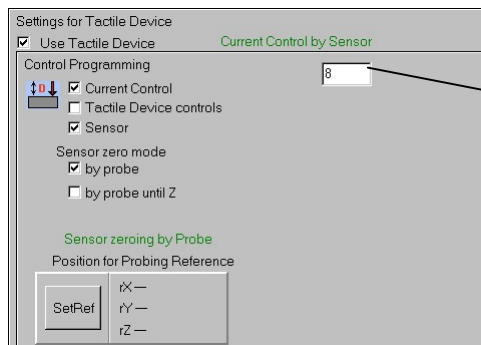 Settings for Tactile Device
Use Tactile Device Current Control by Sensor
Control Programming
8
0
Current Control
Tactile Device controls
Sensor
Sensor zero mode
by probe
by probe until Z
Sensor zeroing by Probe
Position for Probing Reference
SetRef
rX —
rY —
rZ —